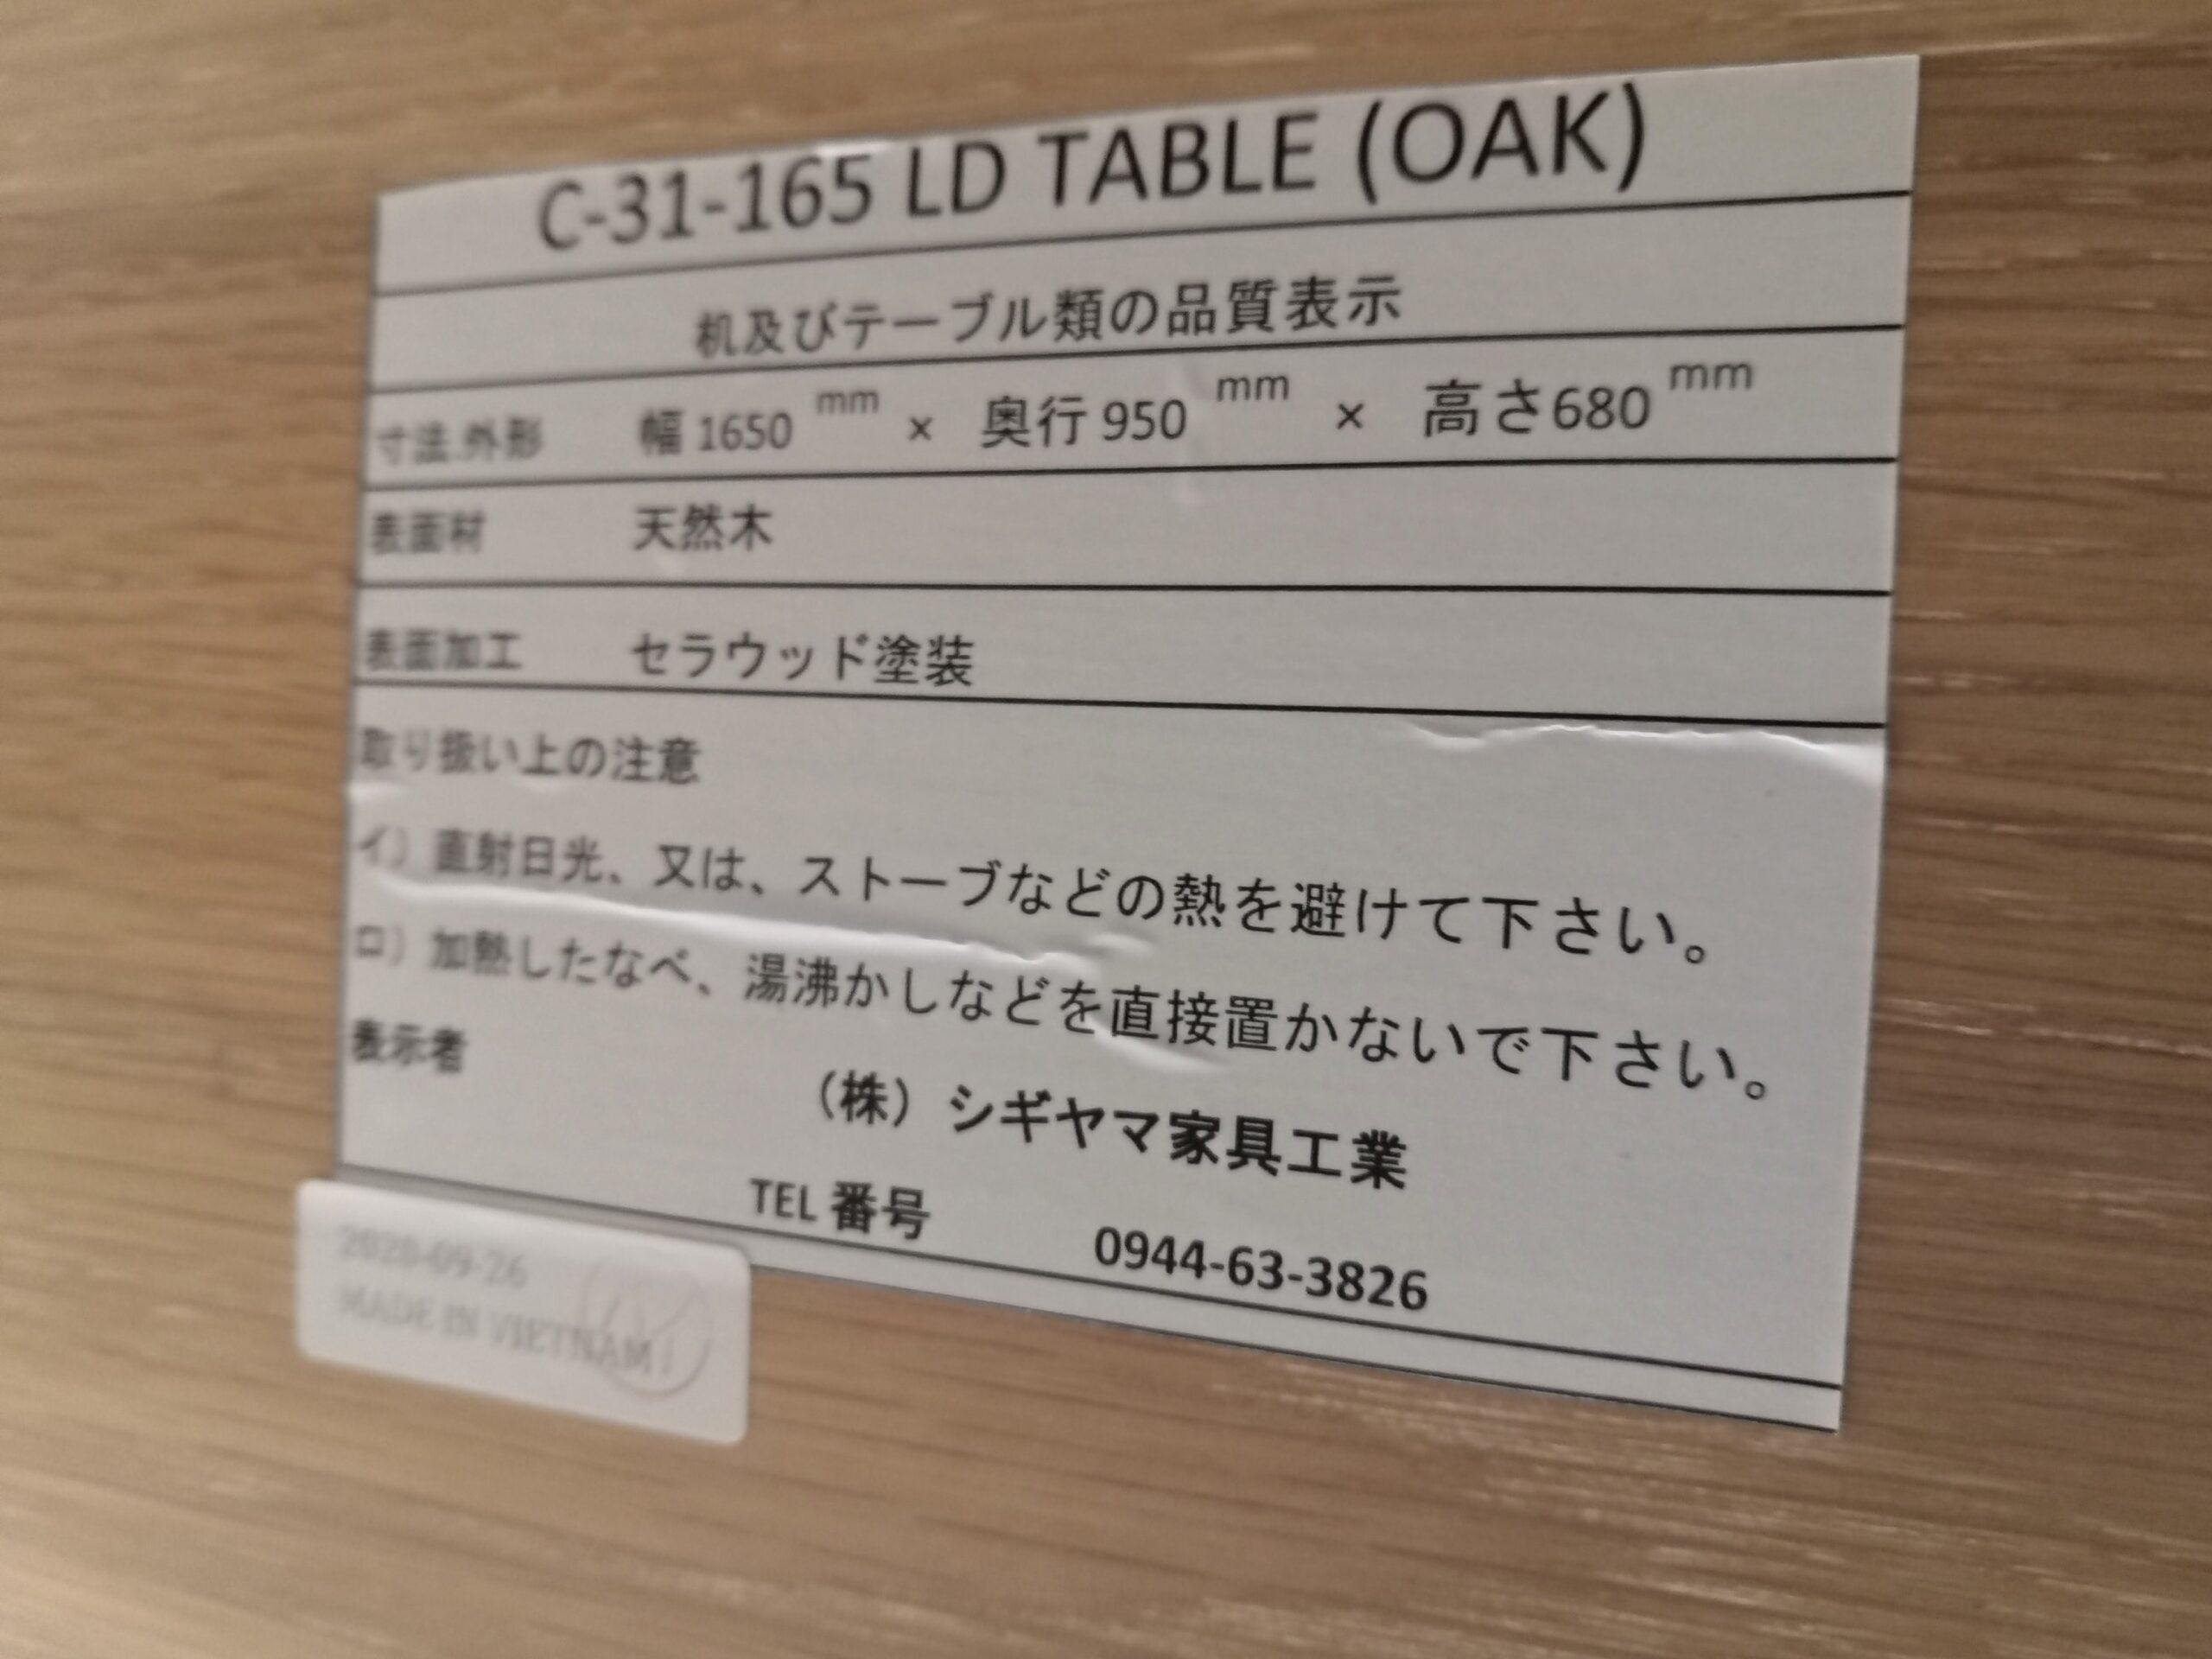 C-31-165 LD TABLE (OAK)
机及びテーブル類の品質表示
寸法.外形 幅 1650 mm × 奥行 950 mm × 高さ680 mm
表面材 天然木
表面加工 セラウッド塗装
取り扱い上の注意
イ）直射日光、又は、ストーブなどの熱を避けて下さい。
ロ）加熱したなべ、湯沸かしなどを直接置かないで下さい。
表示者
（株）シギヤマ家具工業
TEL 番号 0944-63-3826
2020-09-26
MADE IN VIETNAM